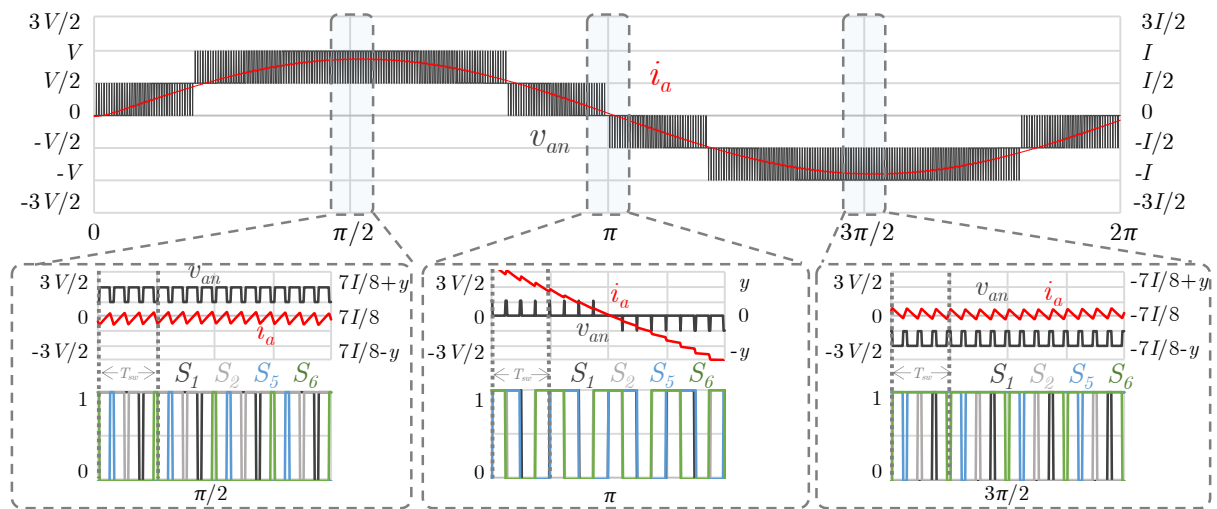 3V/2 3I/2
V I
V/2 I/2
0 i_a 0
-V/2 v_an -I/2
-V -I
-3V/2 -3I/2
0 π/2 π 3π/2 2π
3V/2 v_an 7I/8+y
0 7I/8
i_a
-3V/2 7I/8-y
T_sw S_1 S_2 S_5 S_6
1
0
π/2
3V/2 i_a y
0 0
v_an
-3V/2 -y
T_sw S_1 S_2 S_5 S_6
1
0
π
3V/2 v_an i_a -7I/8+y
0 -7I/8
-3V/2 -7I/8-y
T_sw S_1 S_2 S_5 S_6
1
0
3π/2